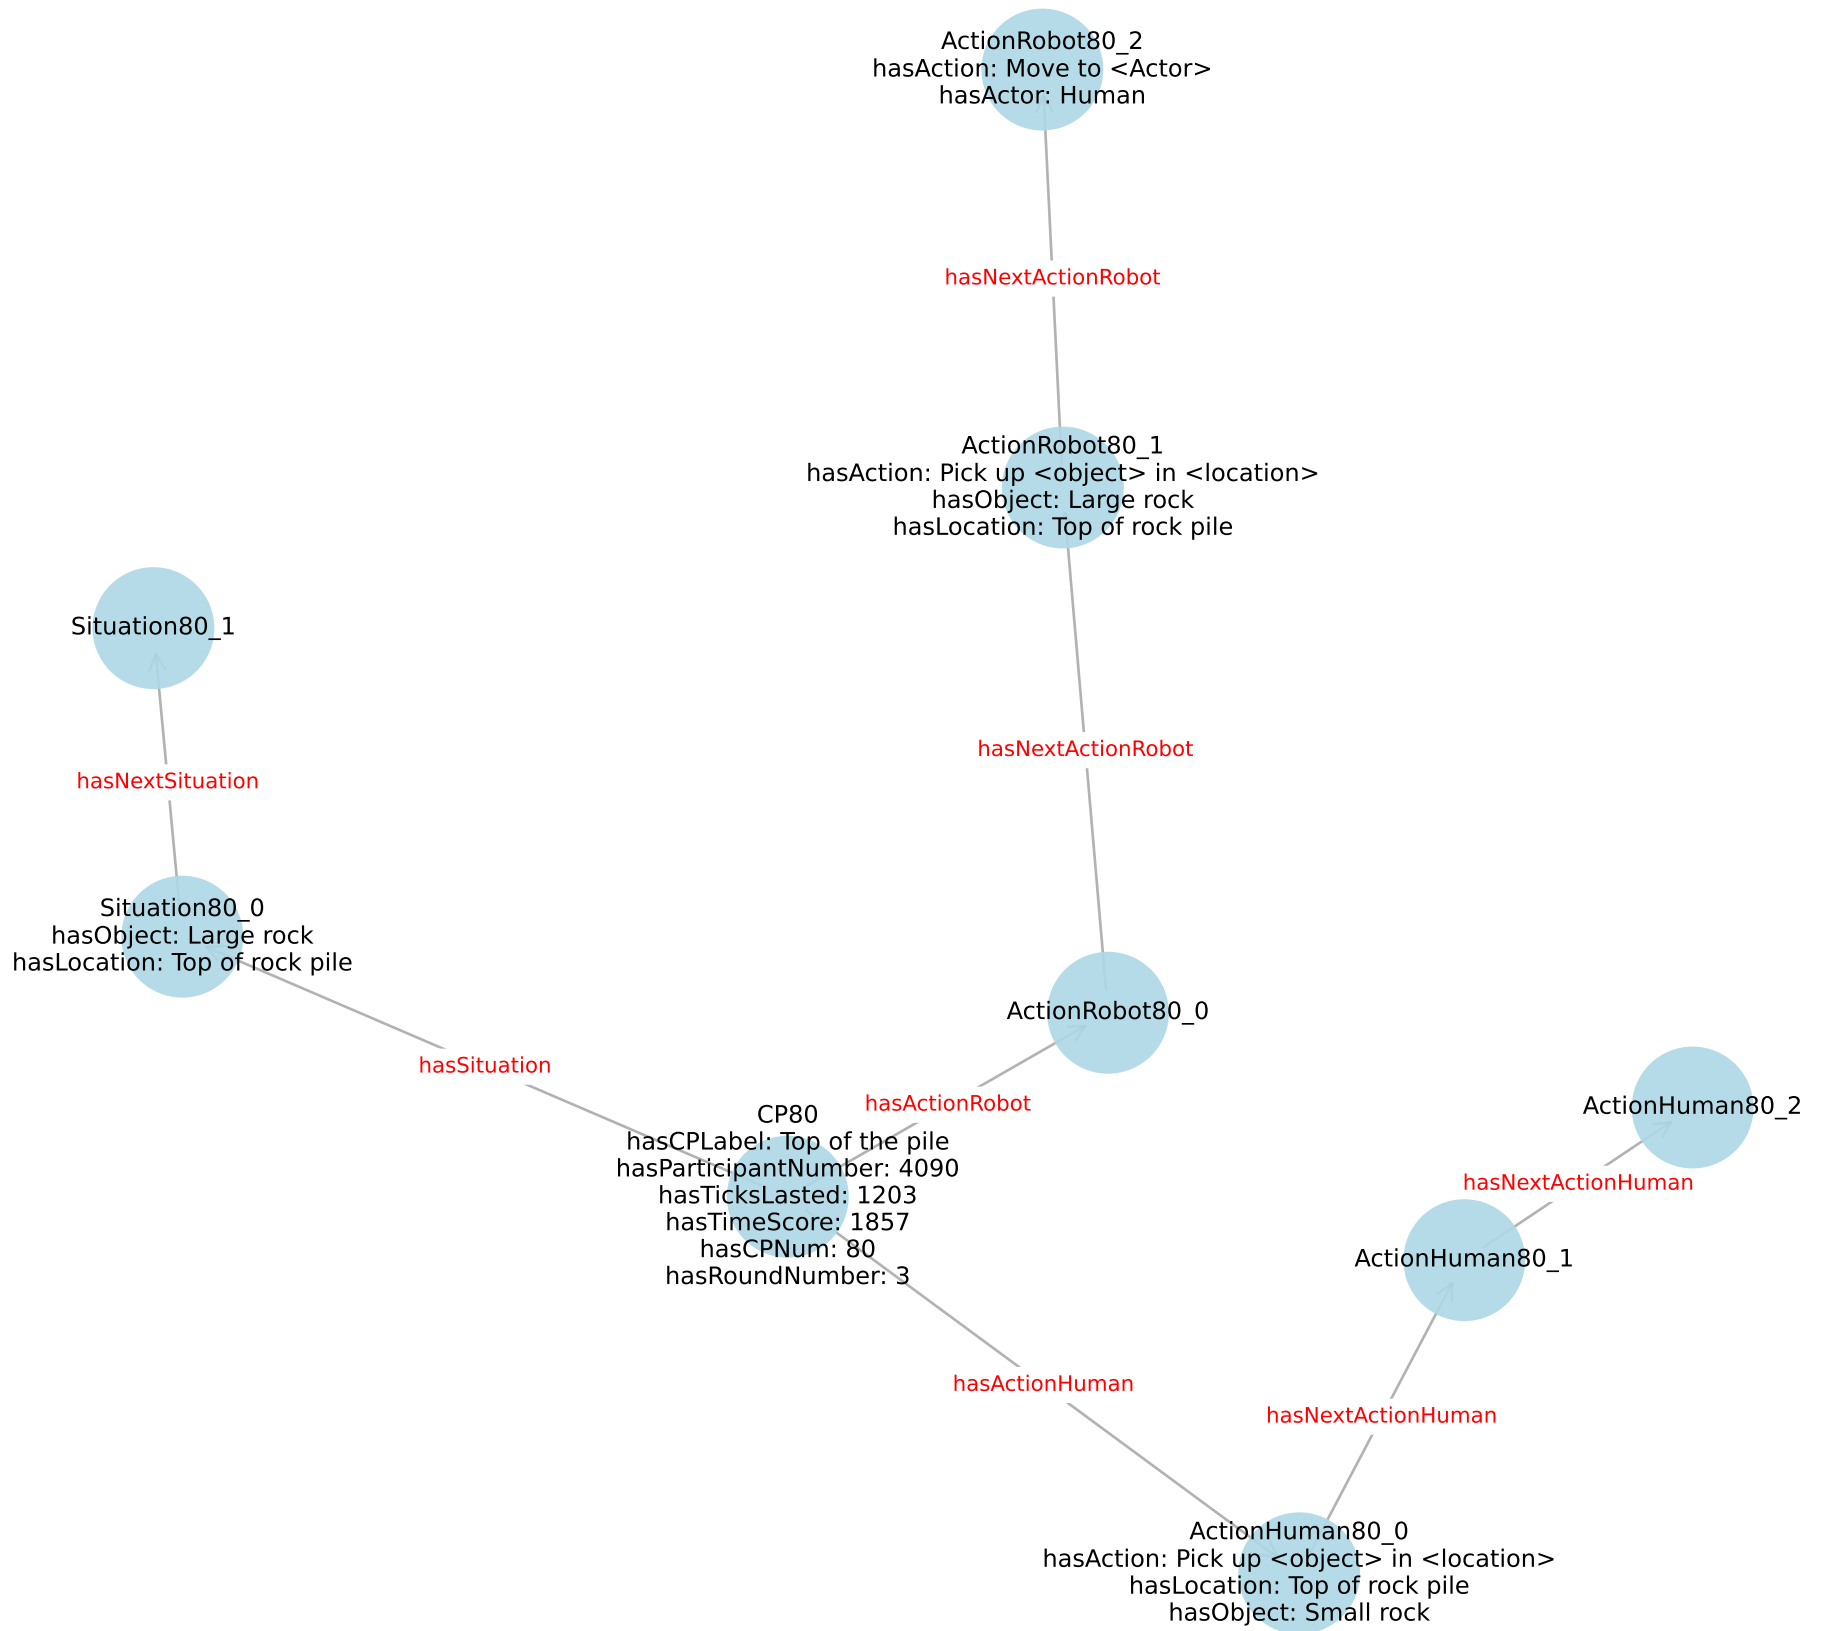 ActionRobot80_2
hasAction: Move to <Actor>
hasActor: Human
hasNextActionRobot
ActionRobot80_1
hasAction: Pick up <object> in <location>
hasObject: Large rock
hasLocation: Top of rock pile
Situation80_1
hasNextActionRobot
hasNextSituation
Situation80_0
hasObject: Large rock
hasLocation: Top of rock pile
ActionRobot80_0
hasSituation
hasActionRobot
ActionHuman80_2
CP80
hasCPLabel: Top of the pile
hasParticipantNumber: 4090
hasTicksLasted: 1203
hasTimeScore: 1857
hasCPNum: 80
hasRoundNumber: 3
hasNextActionHuman
ActionHuman80_1
hasActionHuman
hasNextActionHuman
ActionHuman80_0
hasAction: Pick up <object> in <location>
hasLocation: Top of rock pile
hasObject: Small rock